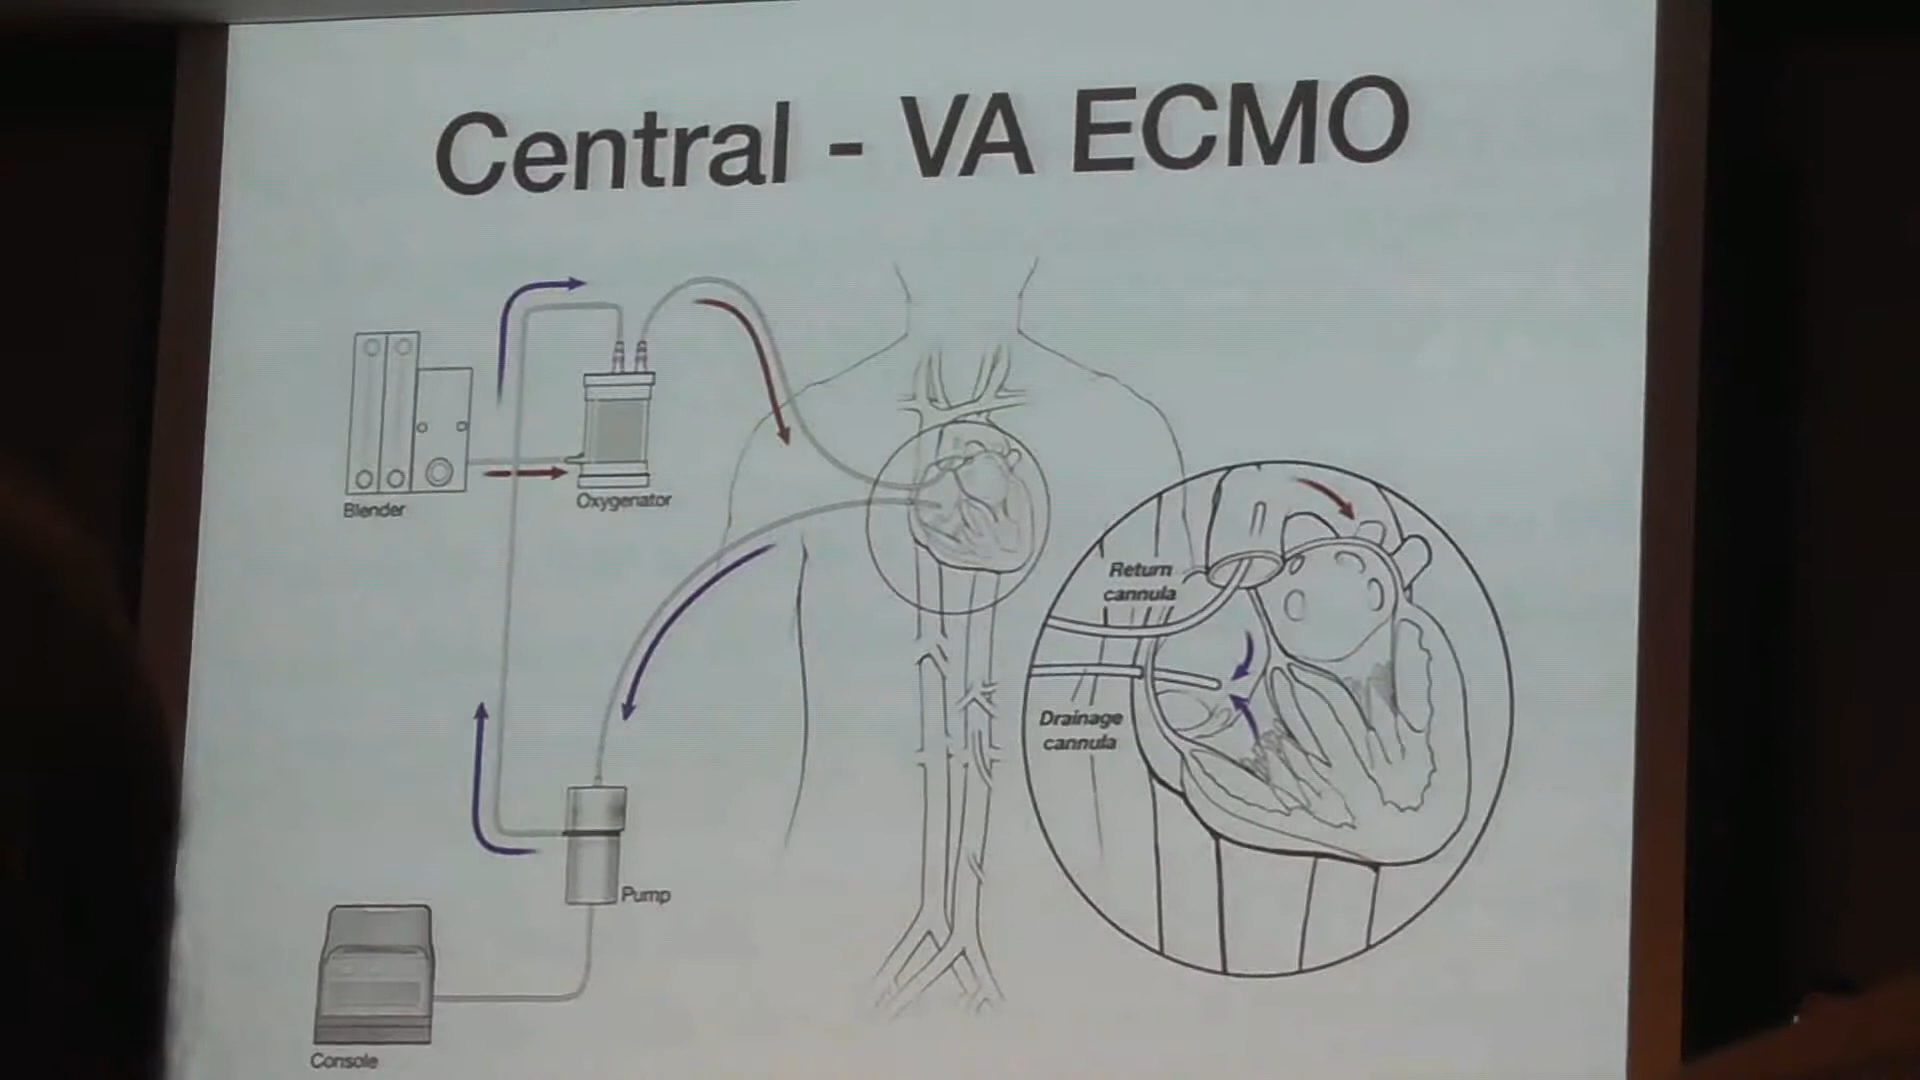 Central - VA ECMO
Blender
Oxygenator
Return
cannula
Drainage
cannula
Pump
Console